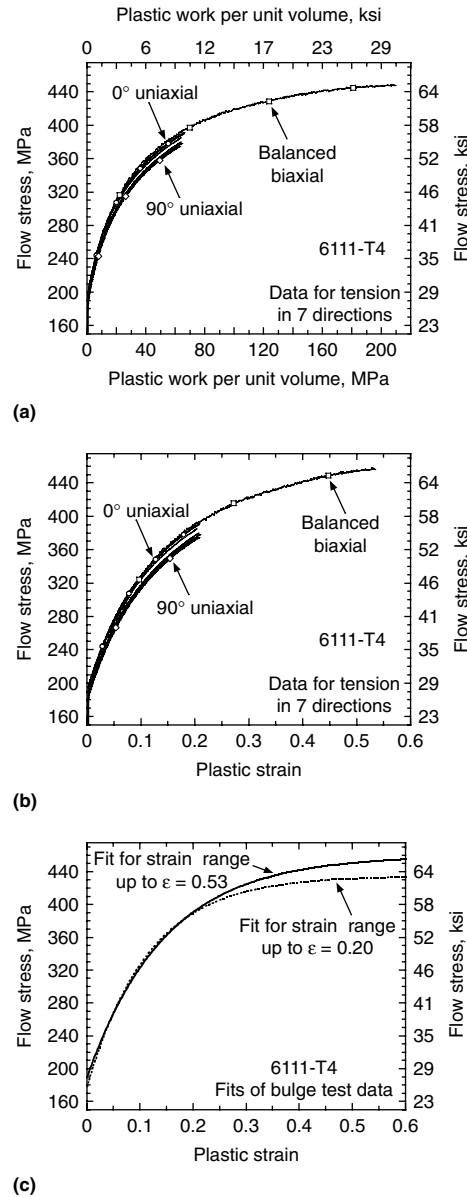 Plastic work per unit volume, ksi
0 3 6 8 10 17 26 29
440 64
400 58
360 52
320 46
280 41
240 35
200 29
160 23
Flow stress, MPa
Flow stress, ksi
0° uniaxial
Balanced
biaxial
90° uniaxial
6111-T4
Data for tension
in 7 directions
0 40 80 120 160 200
Plastic work per unit volume, MPa
(a)
440 64
400 58
360 52
320 46
280 41
240 35
200 28
160 23
Flow stress, MPa
Flow stress, ksi
0° uniaxial
Balanced
biaxial
90° uniaxial
6111-T4
Data for tension
in 7 directions
0 0.1 0.2 0.3 0.4 0.5 0.6
Plastic strain
(b)
440 64
400 58
360 52
320 46
280 41
240 35
200 29
160 23
Flow stress, MPa
Flow stress, ksi
Fit for strain range
up to ε = 0.53
Fit for strain range
up to ε = 0.20
6111-T4
Fits of bulge test data
0 0.1 0.2 0.3 0.4 0.5 0.6
Plastic strain
(c)